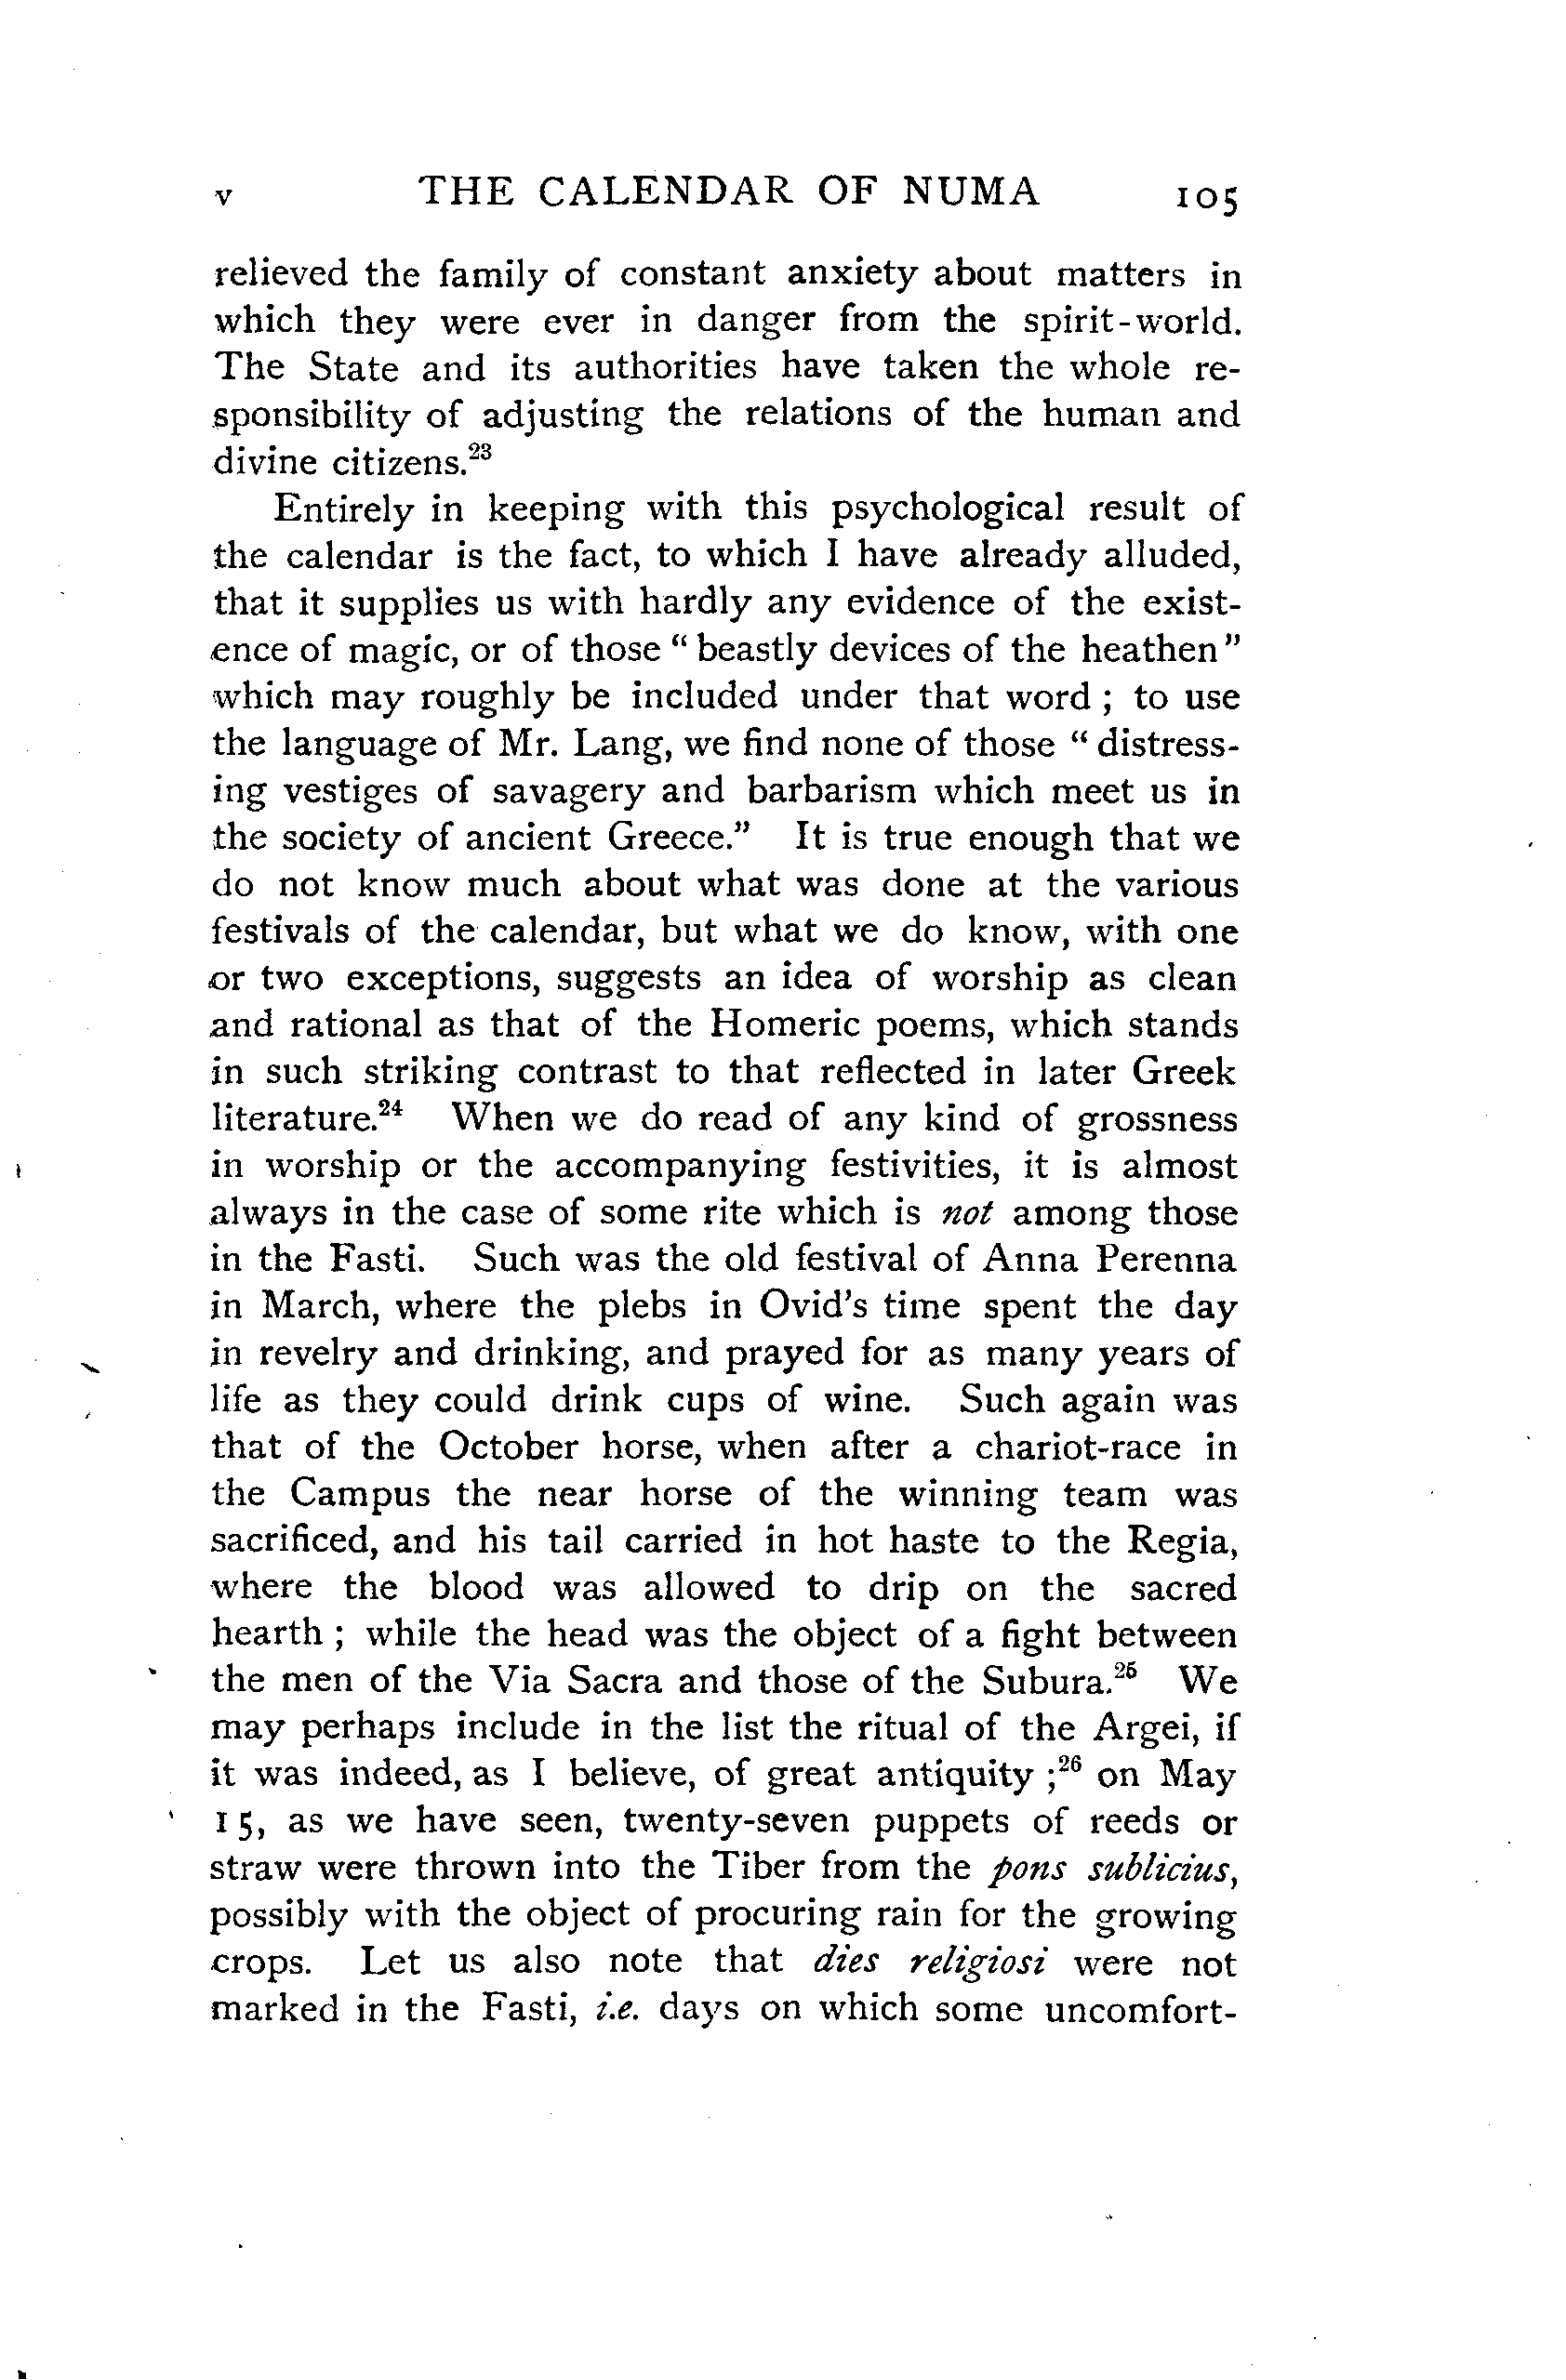 v THE CALENDAR OF NUMA 105
relieved the family of constant anxiety about matters in
which they were ever in danger from the spirit-world.
The State and its authorities have taken the whole re-
sponsibility of adjusting the relations of the human and
divine citizens.²³
Entirely in keeping with this psychological result of
the calendar is the fact, to which I have already alluded,
that it supplies us with hardly any evidence of the exist-
ence of magic, or of those “ beastly devices of the heathen ”
which may roughly be included under that word ; to use
the language of Mr. Lang, we find none of those “ distress-
ing vestiges of savagery and barbarism which meet us in
the society of ancient Greece.” It is true enough that we
do not know much about what was done at the various
festivals of the calendar, but what we do know, with one
or two exceptions, suggests an idea of worship as clean
and rational as that of the Homeric poems, which stands
in such striking contrast to that reflected in later Greek
literature.²⁴ When we do read of any kind of grossness
in worship or the accompanying festivities, it is almost
always in the case of some rite which is not among those
in the Fasti. Such was the old festival of Anna Perenna
in March, where the plebs in Ovid’s time spent the day
in revelry and drinking, and prayed for as many years of
life as they could drink cups of wine. Such again was
that of the October horse, when after a chariot-race in
the Campus the near horse of the winning team was
sacrificed, and his tail carried in hot haste to the Regia,
where the blood was allowed to drip on the sacred
hearth ; while the head was the object of a fight between
the men of the Via Sacra and those of the Subura.²⁵ We
may perhaps include in the list the ritual of the Argei, if
it was indeed, as I believe, of great antiquity ;²⁶ on May
15, as we have seen, twenty-seven puppets of reeds or
straw were thrown into the Tiber from the pons sublicius,
possibly with the object of procuring rain for the growing
crops. Let us also note that dies religiosi were not
marked in the Fasti, i.e. days on which some uncomfort-